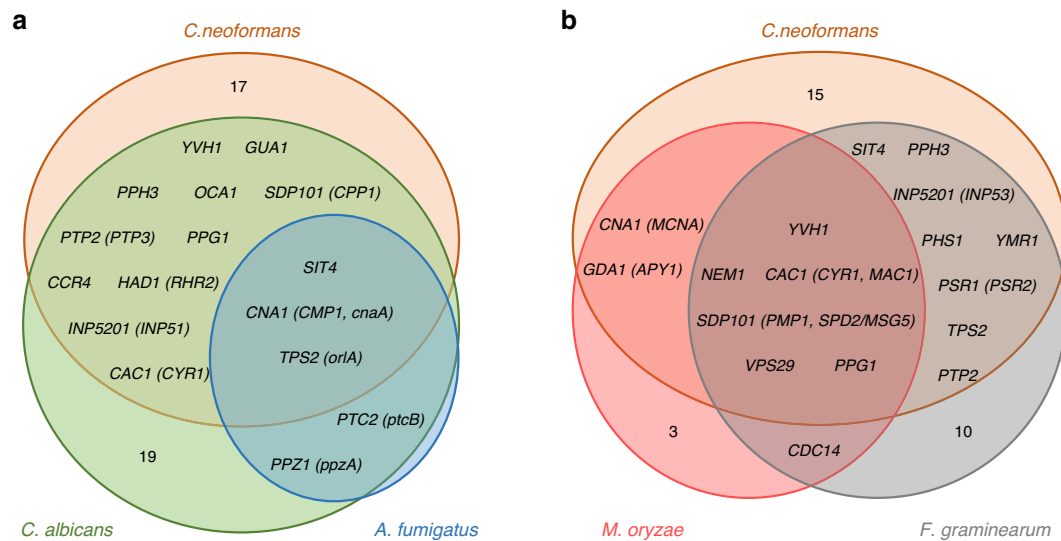 a
C.neoformans
17
YVH1 GUA1
PPH3 OCA1 SDP101 (CPP1)
PTP2 (PTP3) PPG1
SIT4
CCR4 HAD1 (RHR2)
CNA1 (CMP1, cnaA)
INP5201 (INP51)
TPS2 (orlA)
CAC1 (CYR1)
PTC2 (ptcB)
19
PPZ1 (ppzA)
C. albicans
A. fumigatus
b
C.neoformans
15
SIT4 PPH3
INP5201 (INP53)
CNA1 (MCNA)
YVH1
PHS1 YMR1
GDA1 (APY1)
NEM1 CAC1 (CYR1, MAC1)
PSR1 (PSR2)
SDP101 (PMP1, SPD2/MSG5)
TPS2
VPS29 PPG1
PTP2
3
10
CDC14
M. oryzae
F. graminearum